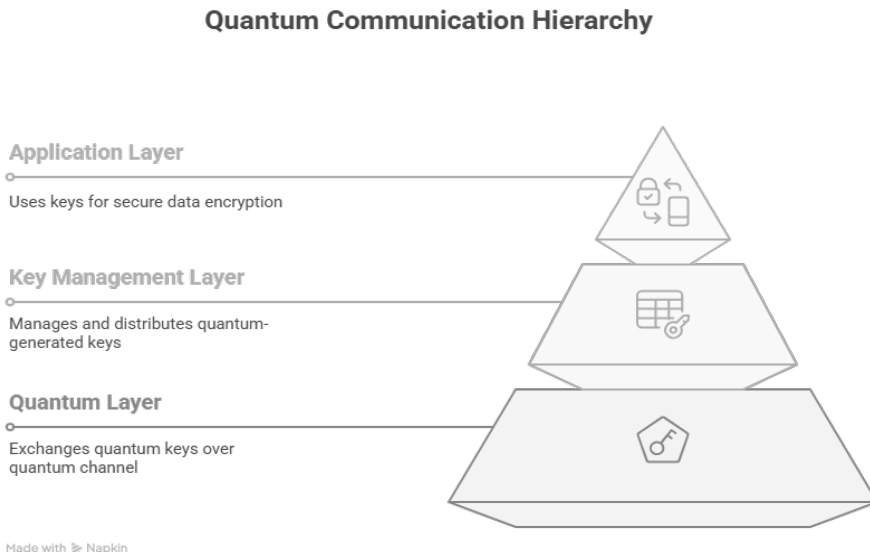 Quantum Communication Hierarchy
Application Layer
Uses keys for secure data encryption
Key Management Layer
Manages and distributes quantum-
generated keys
Quantum Layer
Exchanges quantum keys over
quantum channel
Made with Napkin